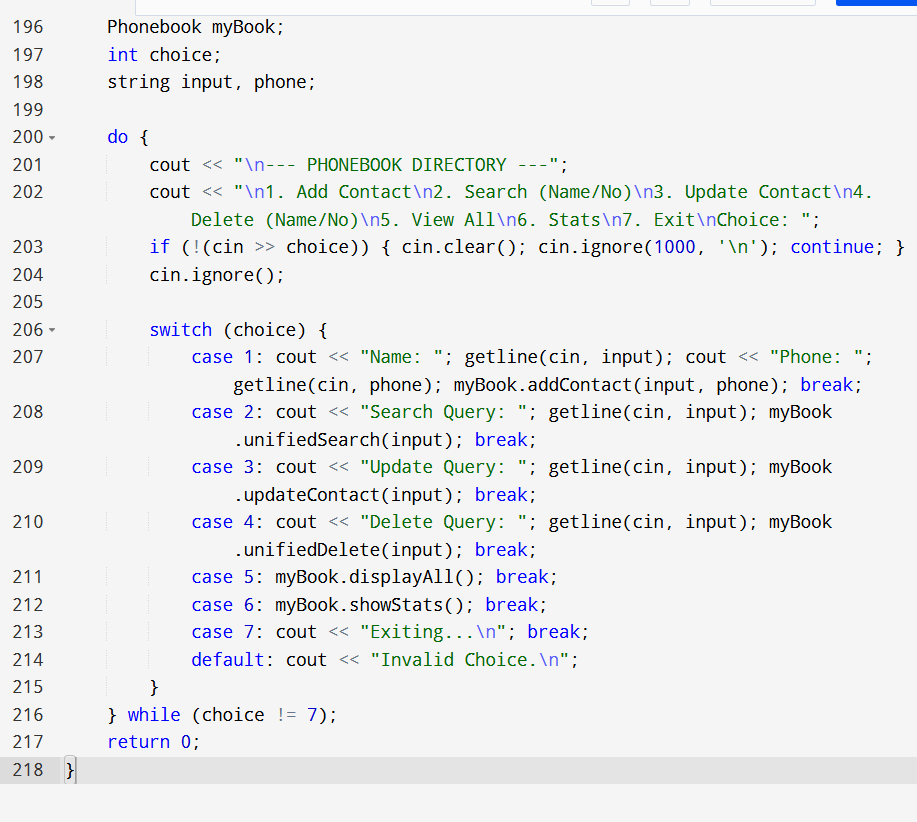 196 Phonebook myBook;
197 int choice;
198 string input, phone;
199
200 do {
201 cout << "\n--- PHONEBOOK DIRECTORY ---";
202 cout << "\n1. Add Contact\n2. Search (Name/No)\n3. Update Contact\n4.
Delete (Name/No)\n5. View All\n6. Stats\n7. Exit\nChoice: ";
203 if (!(cin >> choice)) { cin.clear(); cin.ignore(1000, '\n'); continue; }
204 cin.ignore();
205
206 switch (choice) {
207 case 1: cout << "Name: "; getline(cin, input); cout << "Phone: ";
getline(cin, phone); myBook.addContact(input, phone); break;
208 case 2: cout << "Search Query: "; getline(cin, input); myBook
.unifiedSearch(input); break;
209 case 3: cout << "Update Query: "; getline(cin, input); myBook
.updateContact(input); break;
210 case 4: cout << "Delete Query: "; getline(cin, input); myBook
.unifiedDelete(input); break;
211 case 5: myBook.displayAll(); break;
212 case 6: myBook.showStats(); break;
213 case 7: cout << "Exiting...\n"; break;
214 default: cout << "Invalid Choice.\n";
215 }
216 } while (choice != 7);
217 return 0;
218 }